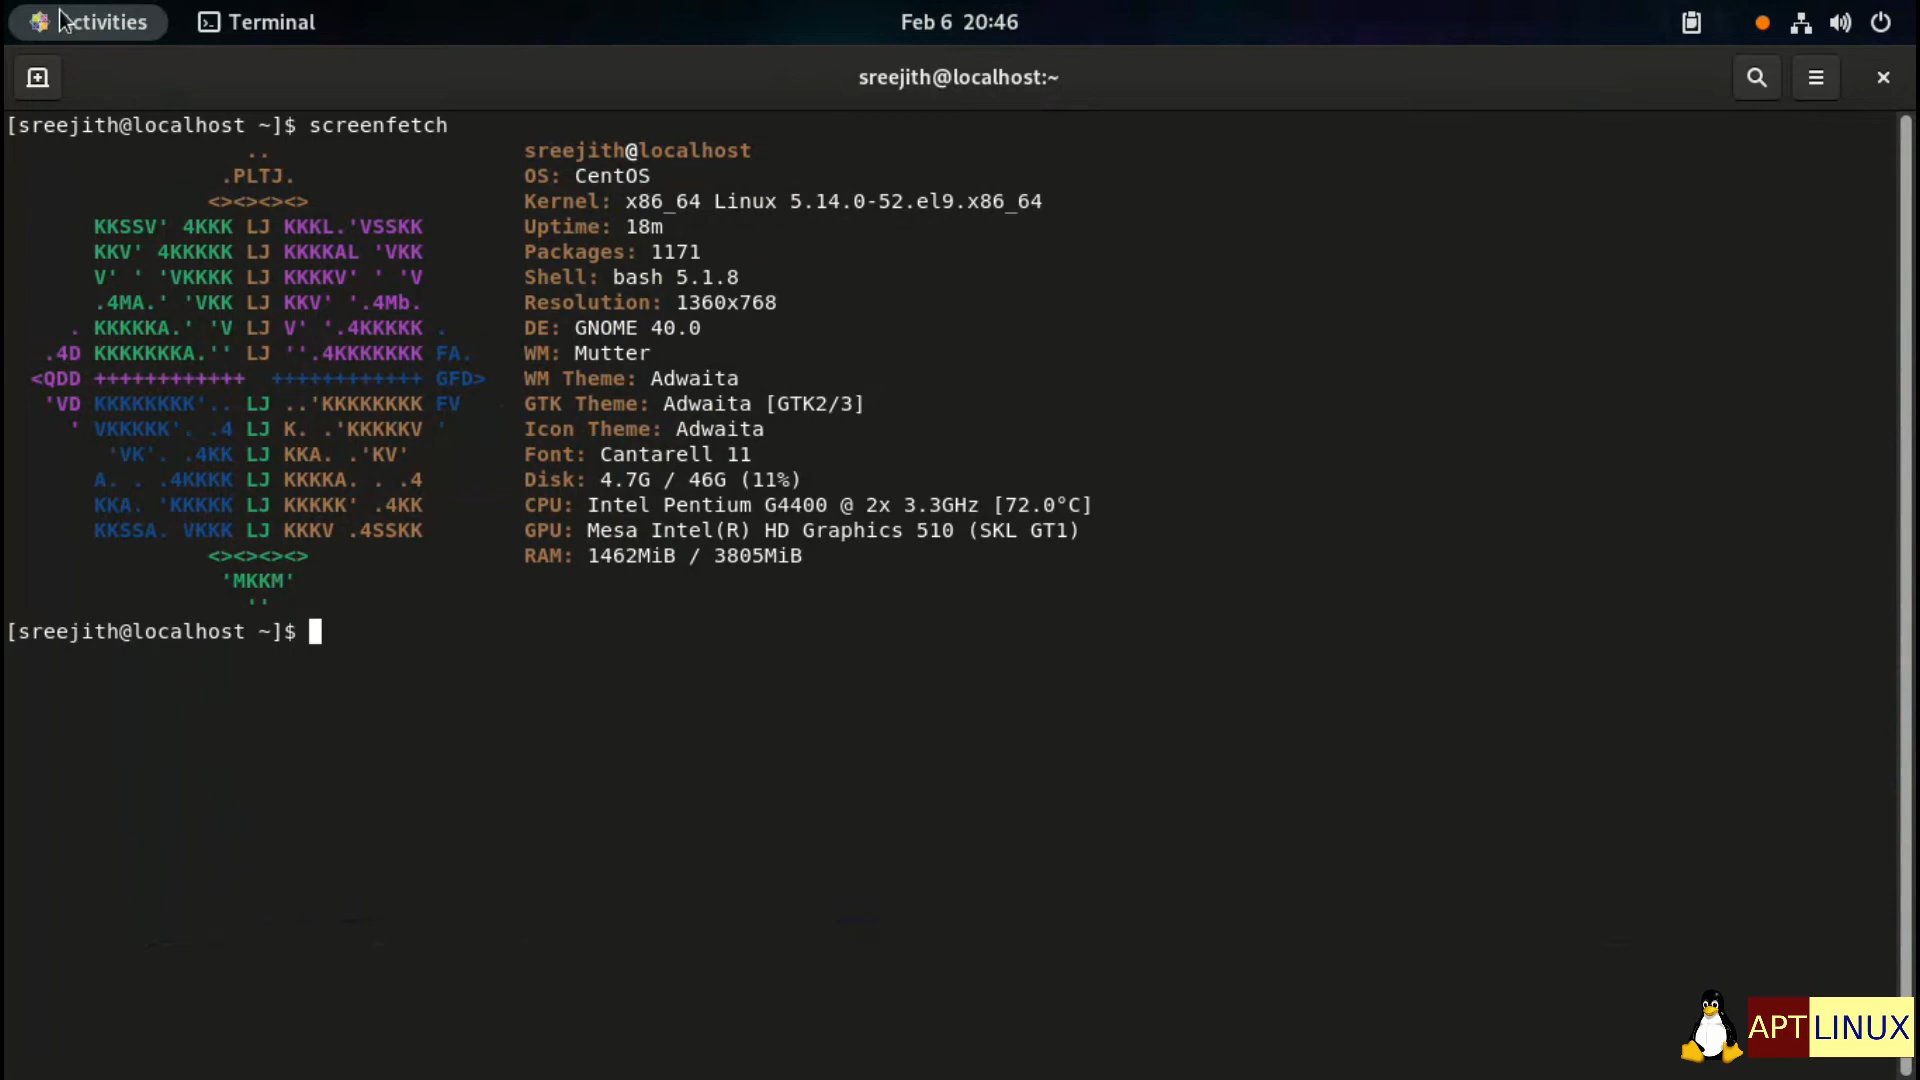 Activities Terminal Feb 6 20:46
sreejith@localhost:~
[sreejith@localhost ~]$ screenfetch
.. sreejith@localhost
.PLTJ. OS: CentOS
<><><><> Kernel: x86_64 Linux 5.14.0-52.el9.x86_64
KKSSV' 4KKK LJ KKKL.'VSSKK Uptime: 18m
KKV' 4KKKKK LJ KKKKAL 'VKK Packages: 1171
V' ' 'VKKKK LJ KKKKV' ' 'V Shell: bash 5.1.8
.4MA.' 'VKK LJ KKV' '.4Mb. Resolution: 1360x768
. KKKKKA.' 'V LJ V' '.4KKKKK . DE: GNOME 40.0
.4D KKKKKKKA.'' LJ ''.4KKKKKKK FA. WM: Mutter
<QDD ++++++++++++ ++++++++++++ GFD> WM Theme: Adwaita
'VD KKKKKKKK'.. LJ ..'KKKKKKKK FV GTK Theme: Adwaita [GTK2/3]
' VKKKKK'. .4 LJ K. .'KKKKKV ' Icon Theme: Adwaita
'VK'. .4KK LJ KKA. .'KV' Font: Cantarell 11
A. . .4KKKK LJ KKKKA. . .4 Disk: 4.7G / 46G (11%)
KKA. 'KKKKK LJ KKKKK' .4KK CPU: Intel Pentium G4400 @ 2x 3.3GHz [72.0°C]
KKSSA. VKKK LJ KKKV .4SSKK GPU: Mesa Intel(R) HD Graphics 510 (SKL GT1)
<><><><> RAM: 1462MiB / 3805MiB
'MKKM'
''
[sreejith@localhost ~]$
APT LINUX